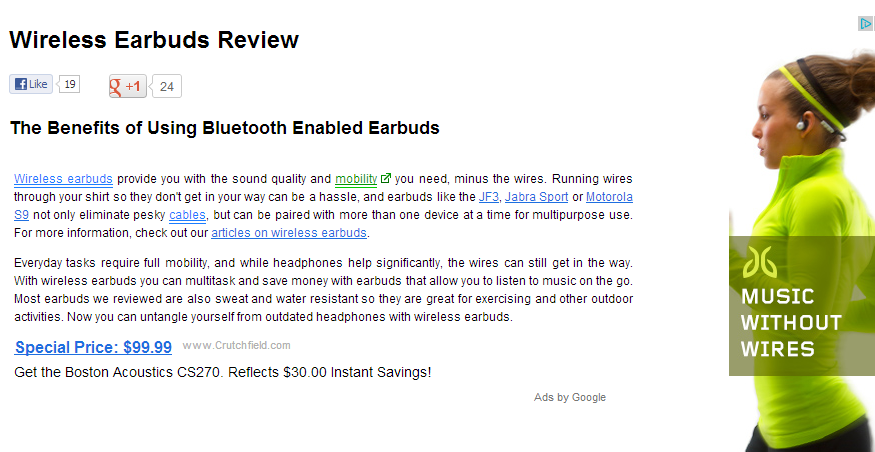 Wireless Earbuds Review
Like 19
+1 24
The Benefits of Using Bluetooth Enabled Earbuds
Wireless earbuds provide you with the sound quality and mobility you need, minus the wires. Running wires
through your shirt so they don't get in your way can be a hassle, and earbuds like the JF3, Jabra Sport or Motorola
S9 not only eliminate pesky cables, but can be paired with more than one device at a time for multipurpose use.
For more information, check out our articles on wireless earbuds.
Everyday tasks require full mobility, and while headphones help significantly, the wires can still get in the way.
With wireless earbuds you can multitask and save money with earbuds that allow you to listen to music on the go.
Most earbuds we reviewed are also sweat and water resistant so they are great for exercising and other outdoor
activities. Now you can untangle yourself from outdated headphones with wireless earbuds.
Special Price: $99.99 www.Crutchfield.com
Get the Boston Acoustics CS270. Reflects $30.00 Instant Savings!
Ads by Google
MUSIC
WITHOUT
WIRES